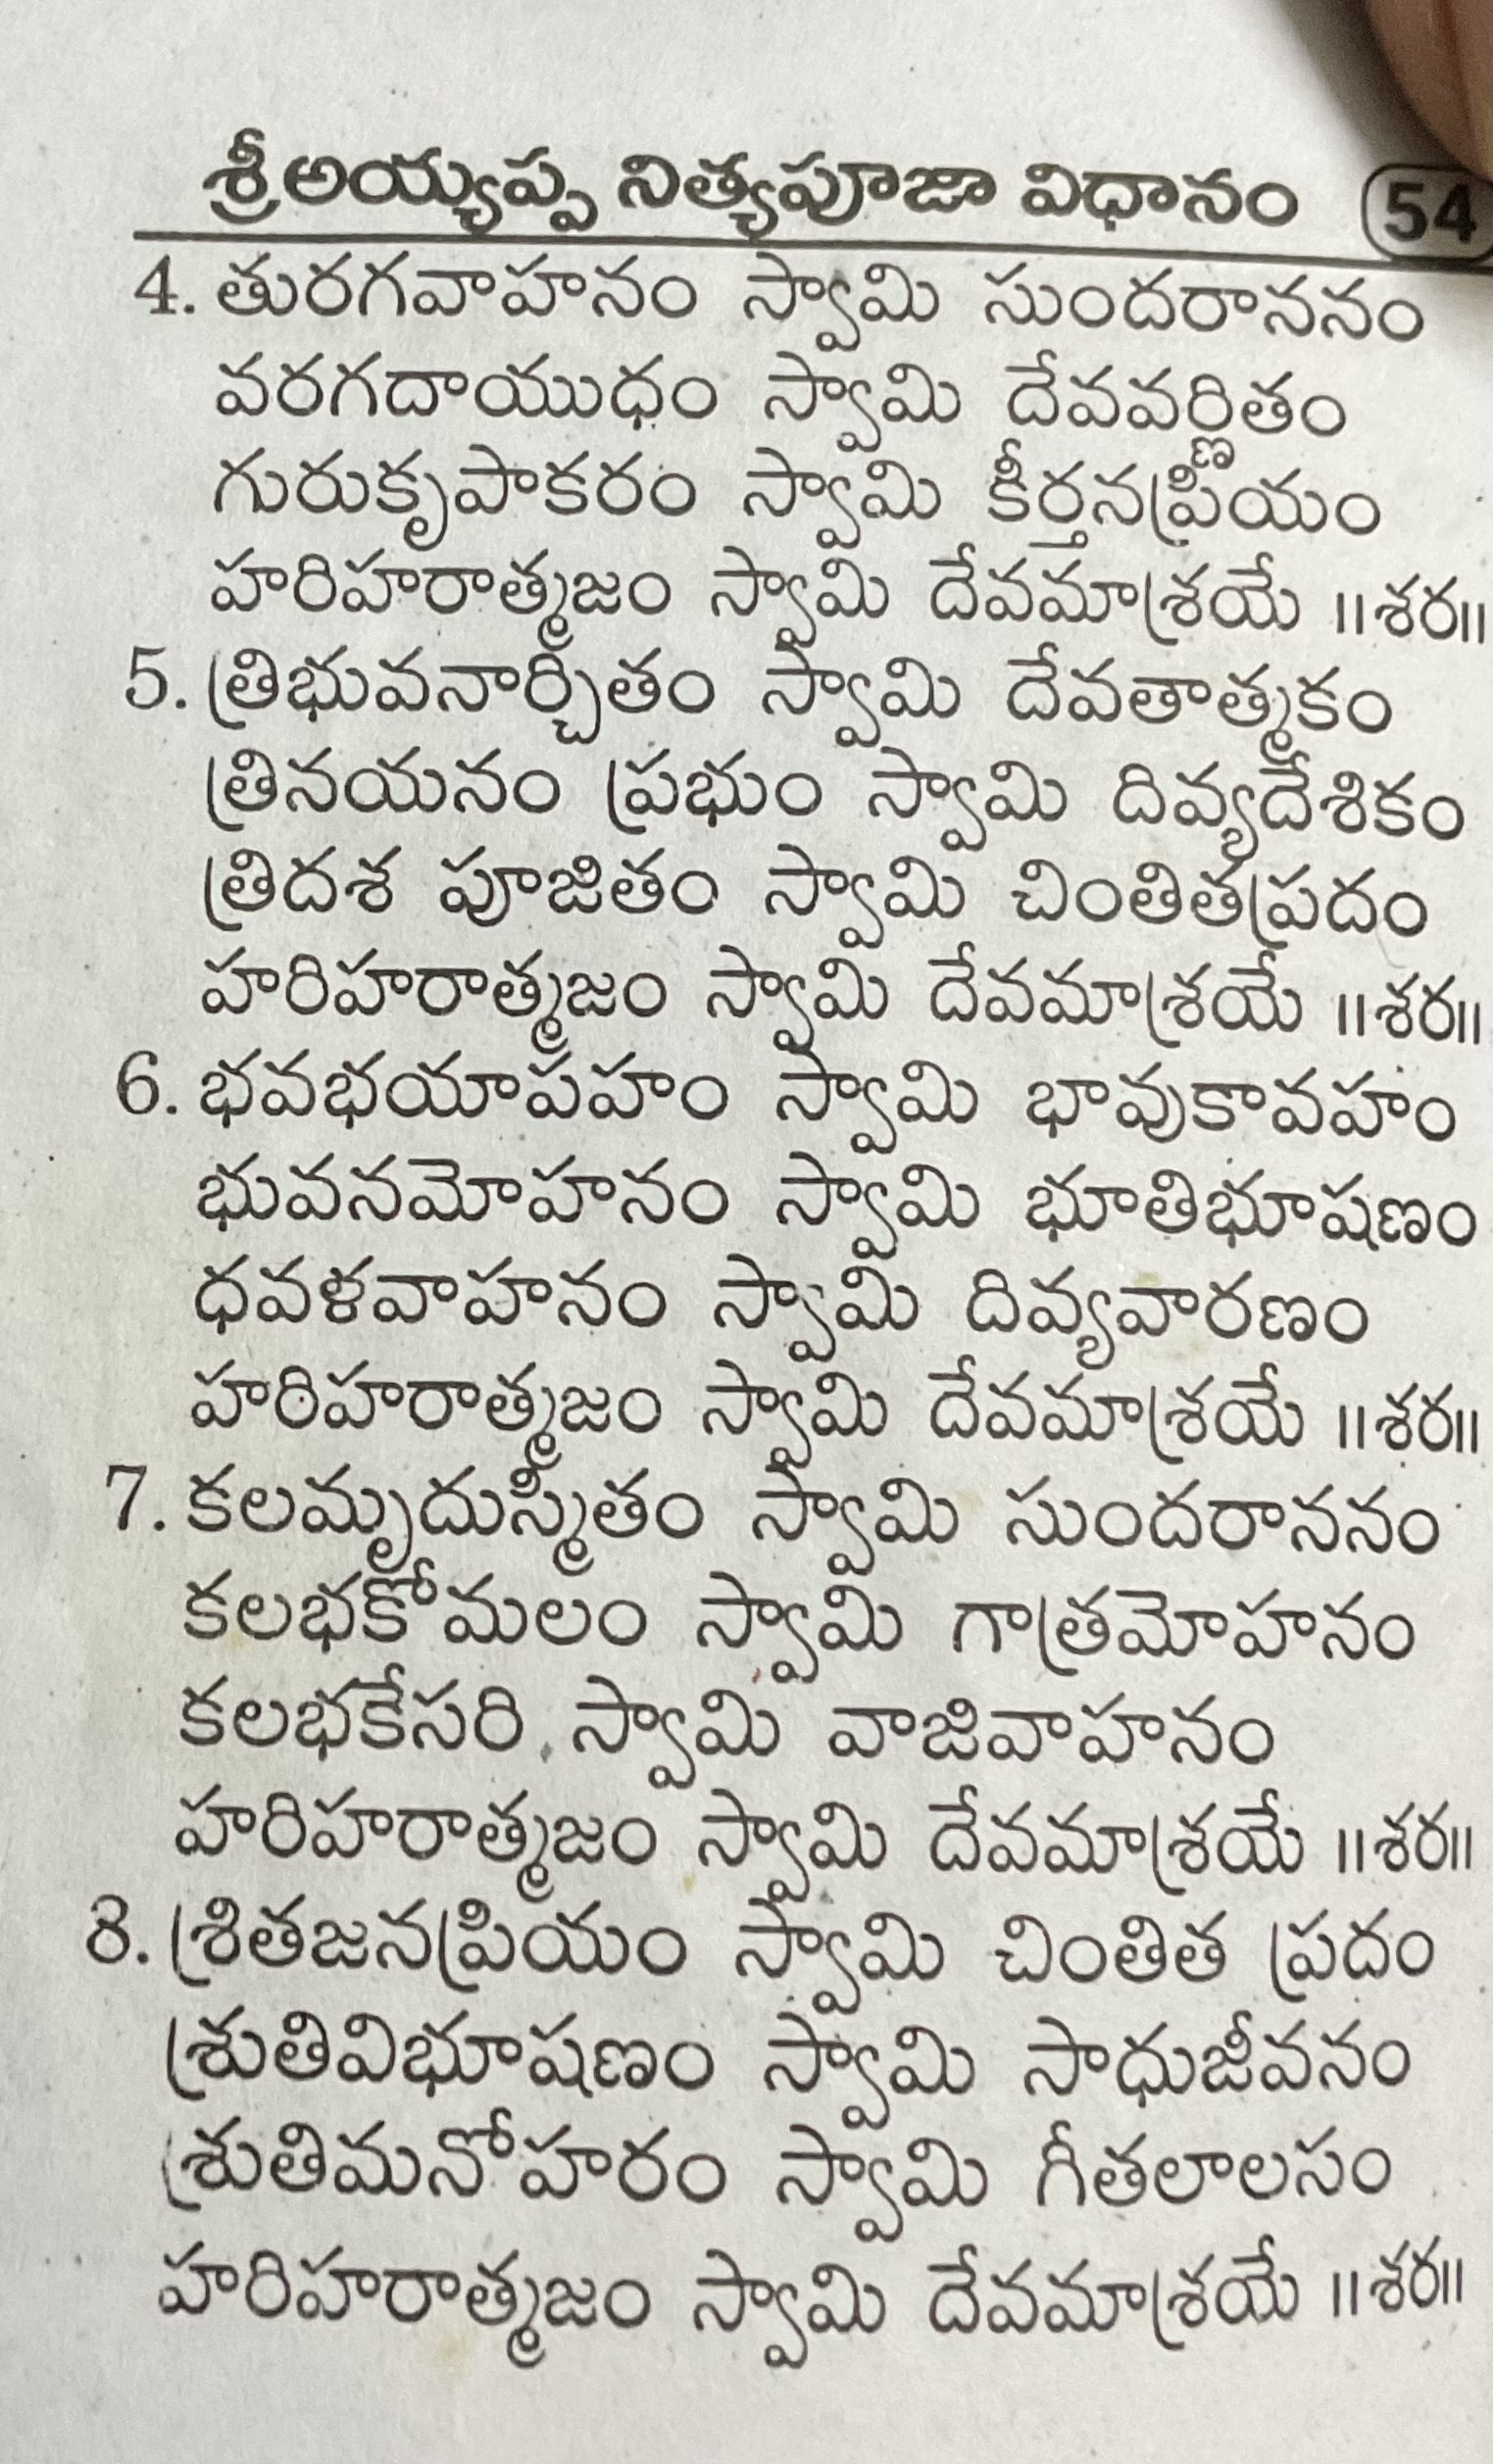 శ్రీఅయ్యప్ప నిత్యపూజా విధానం 54
4. తురగవాహనం స్వామి సుందరాననం
వరగదాయుధం స్వామి దేవవర్ణితం
గురుకృపాకరం స్వామి కీర్తనప్రియం
హరిహరాత్మజం స్వామి దేవమాశ్రయే ॥శర॥
5. త్రిభువనార్చితం స్వామి దేవతాత్మకం
త్రినయనం ప్రభుం స్వామి దివ్యదేశికం
త్రిదశ పూజితం స్వామి చింతితప్రదం
హరిహరాత్మజం స్వామి దేవమాశ్రయే ॥శర॥
6. భవభయాపహం స్వామి భావుకావహం
భువనమోహనం స్వామి భూతిభూషణం
ధవళవాహనం స్వామి దివ్యవారణం
హరిహరాత్మజం స్వామి దేవమాశ్రయే ॥శర॥
7. కలమృదుస్మితం స్వామి సుందరాననం
కలభకోమలం స్వామి గాత్రమోహనం
కలభకేసరి స్వామి వాజివాహనం
హరిహరాత్మజం స్వామి దేవమాశ్రయే ॥శర॥
8. శ్రితజనప్రియం స్వామి చింతిత ప్రదం
శ్రుతివిభూషణం స్వామి సాధుజీవనం
శ్రుతిమనోహరం స్వామి గీతలాలసం
హరిహరాత్మజం స్వామి దేవమాశ్రయే ॥శర॥